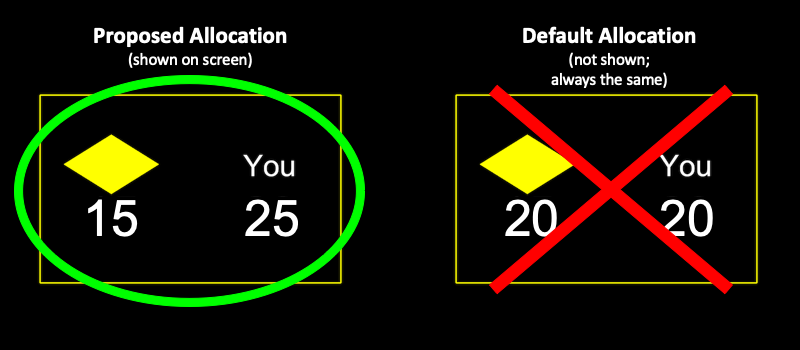 Proposed Allocation
(shown on screen)
You
15 25
Default Allocation
(not shown;
always the same)
You
20 20